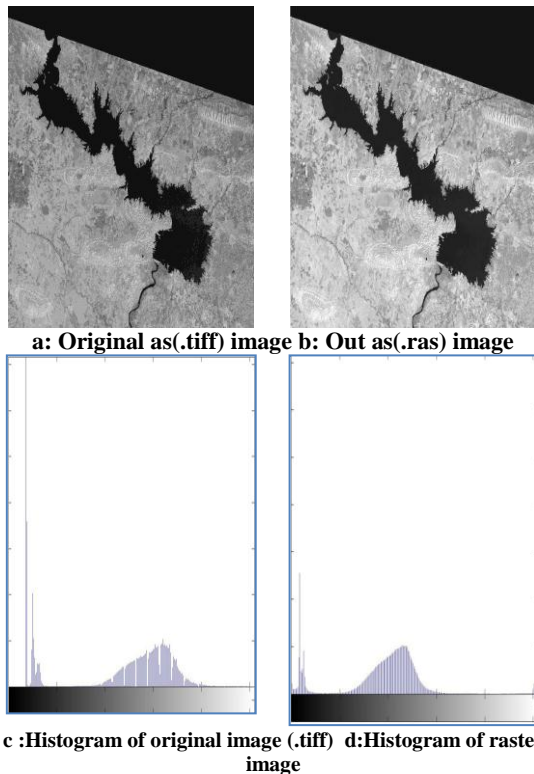 a: Original as(.tiff) image b: Out as(.ras) image
c :Histogram of original image (.tiff) d:Histogram of raste
image